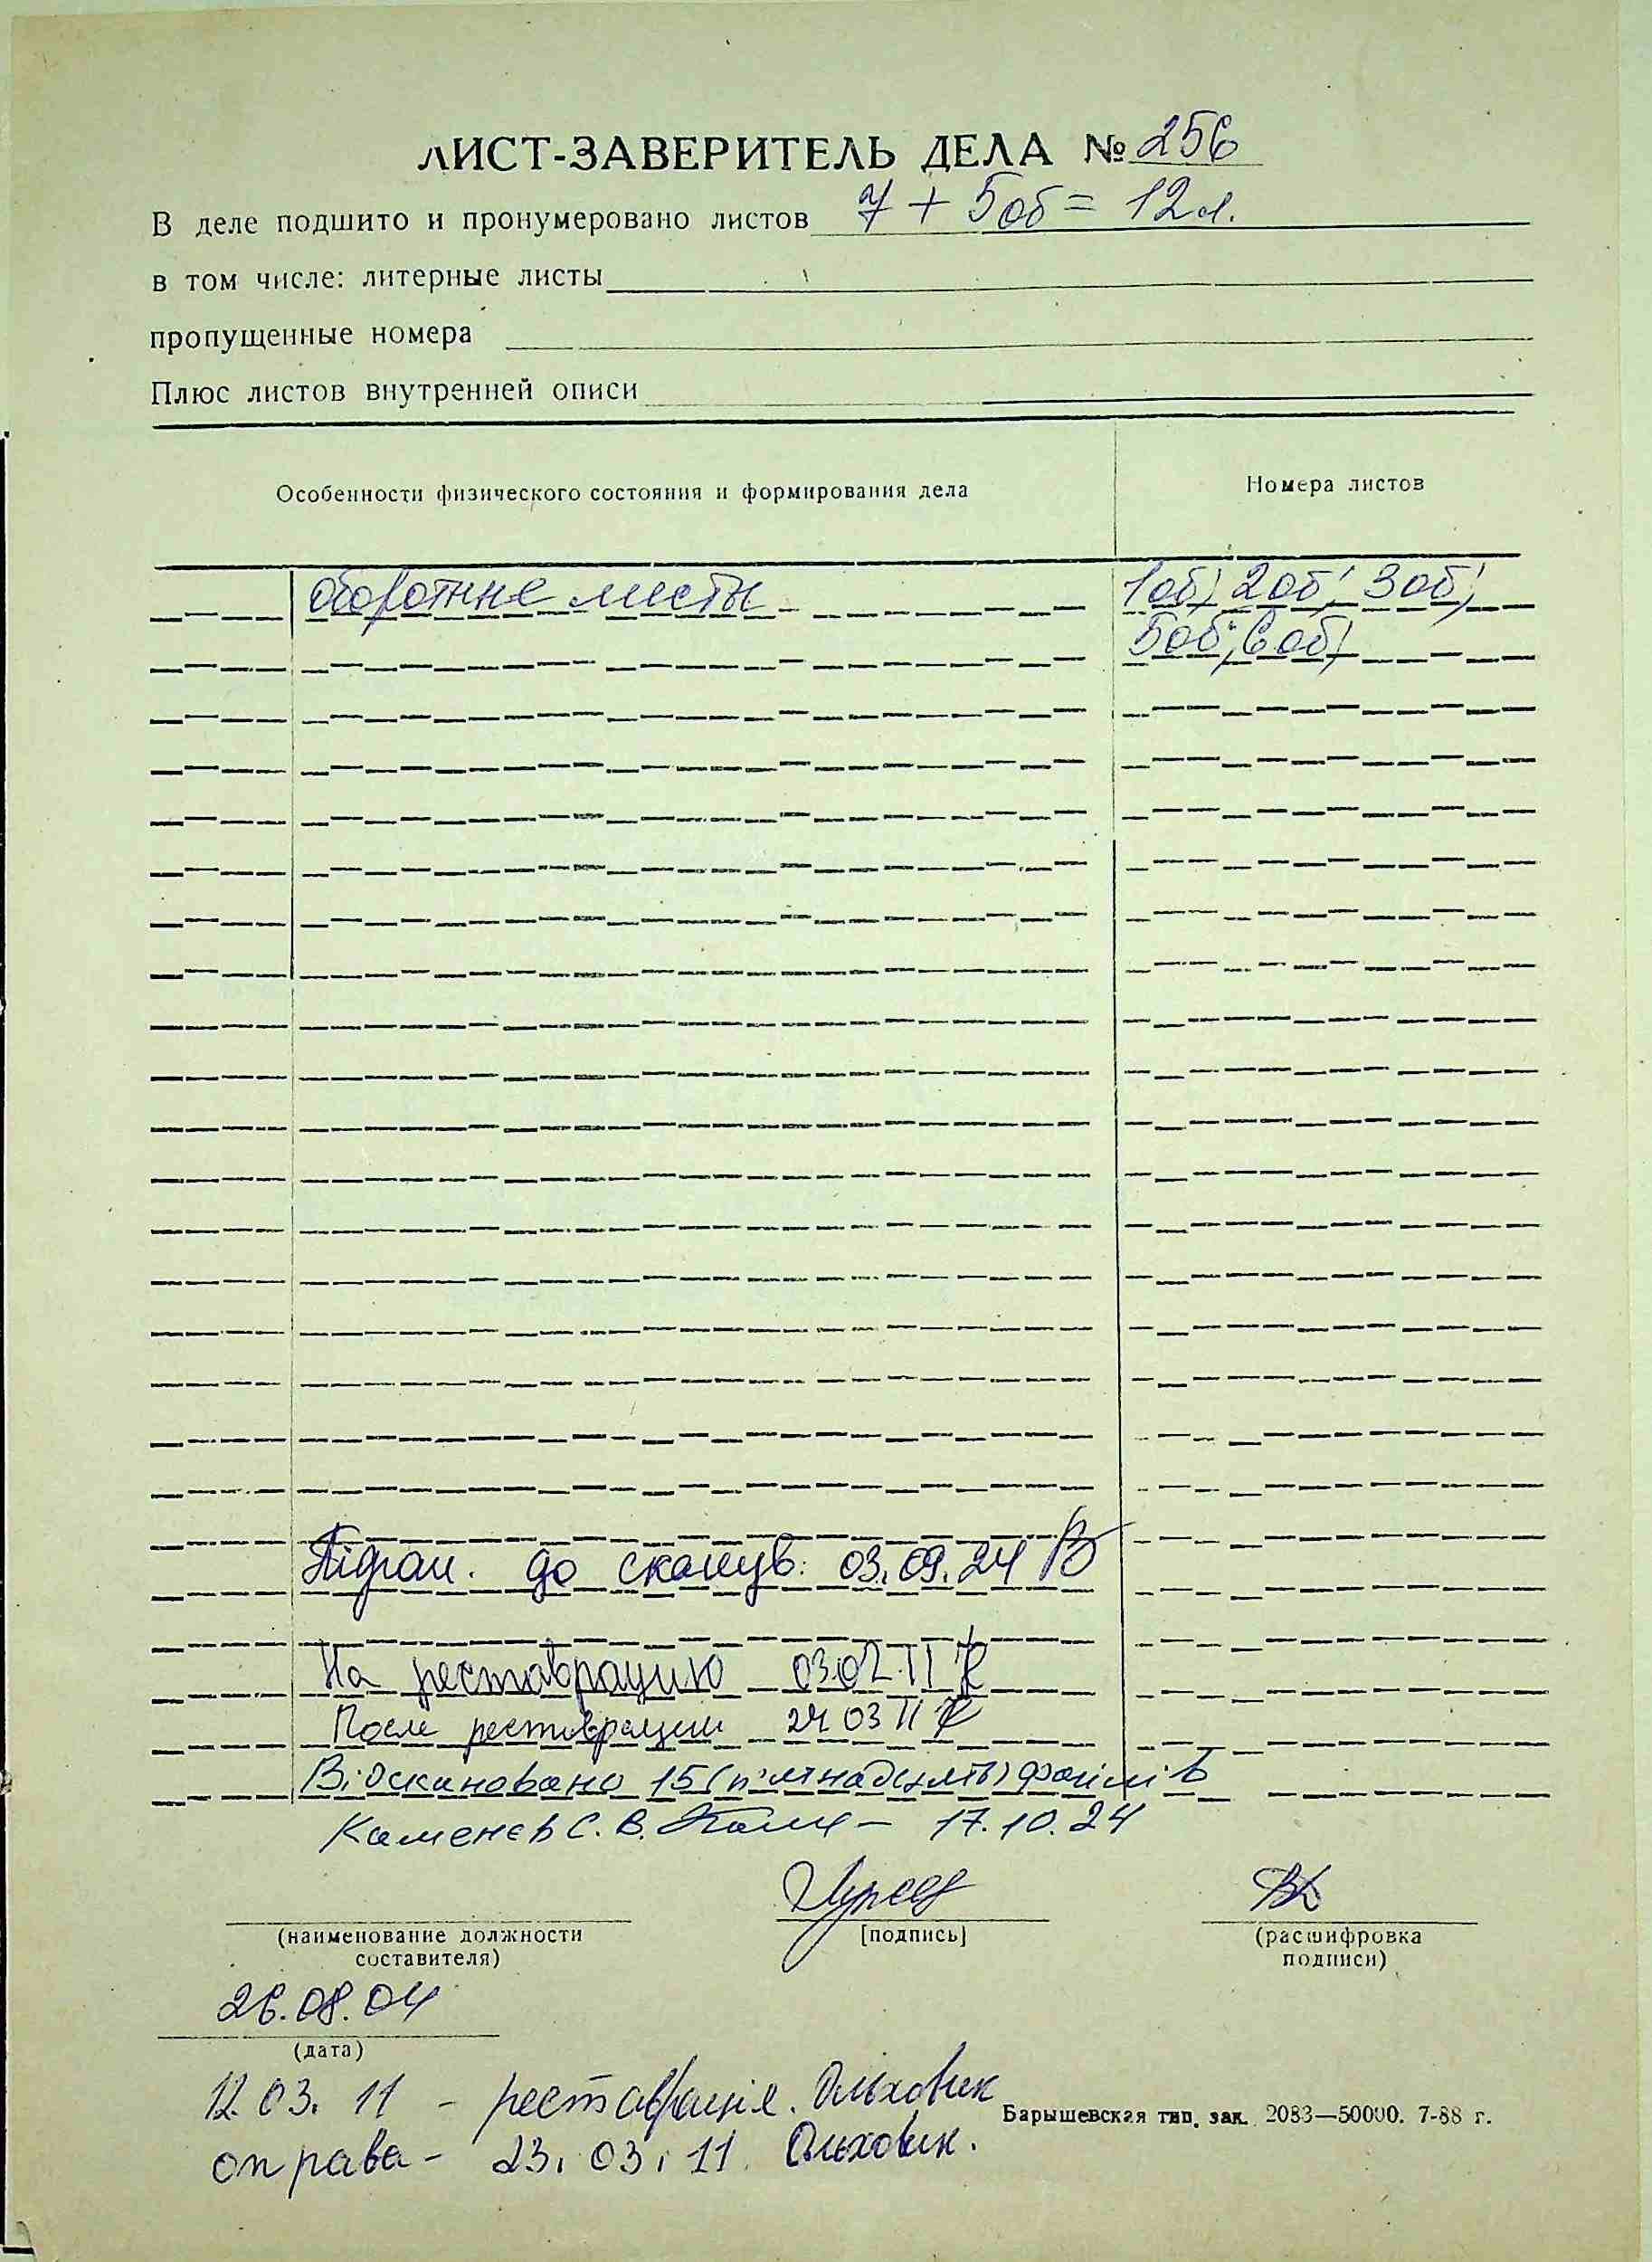 ЛИСТ-ЗАВЕРИТЕЛЬ ДЕЛА № 256
В деле подшито и пронумеровано листов 7 + 5об = 12л.
в том числе: литерные листы
пропущенные номера
Плюс листов внутренней описи
Особенности физического состояния и формирования дела Номера листов
оборотные листы 1об; 2об; 3об;
5об; 6об;
до сканув: 03.09.24
На реставрацию 03.02.11
После реставрации 24 03 11
Відскановано 15 (п'ятнадцять) файлів
Каменєв С. В. 17.10.24
(наименование должности [подпись] (расшифровка
составителя) подписи)
26.08.04
(дата)
12.03.11 - реставрація. Ольховик
Барышевская тип. зак. 2083—50000. 7-88 г.
оправа - 23.03.11. Ольховик.